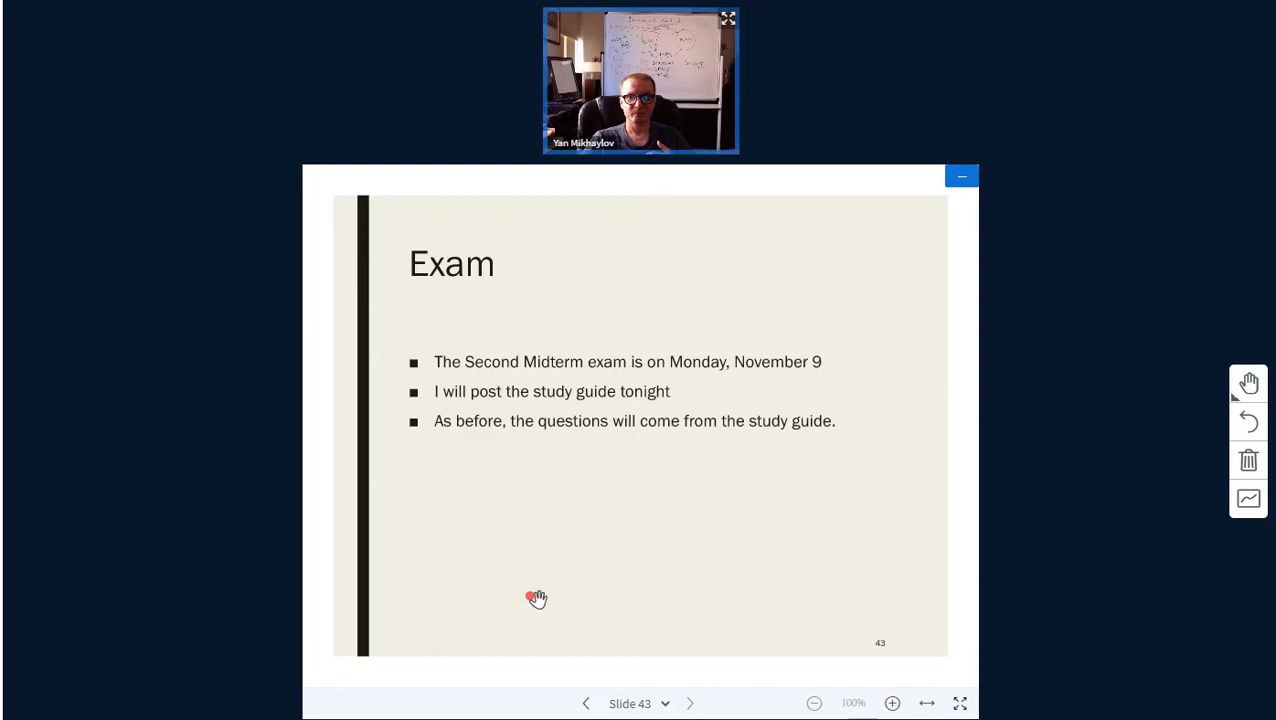 Yan Mikhaylov
Exam
■ The Second Midterm exam is on Monday, November 9
■ I will post the study guide tonight
■ As before, the questions will come from the study guide.
43
Slide 43
100%